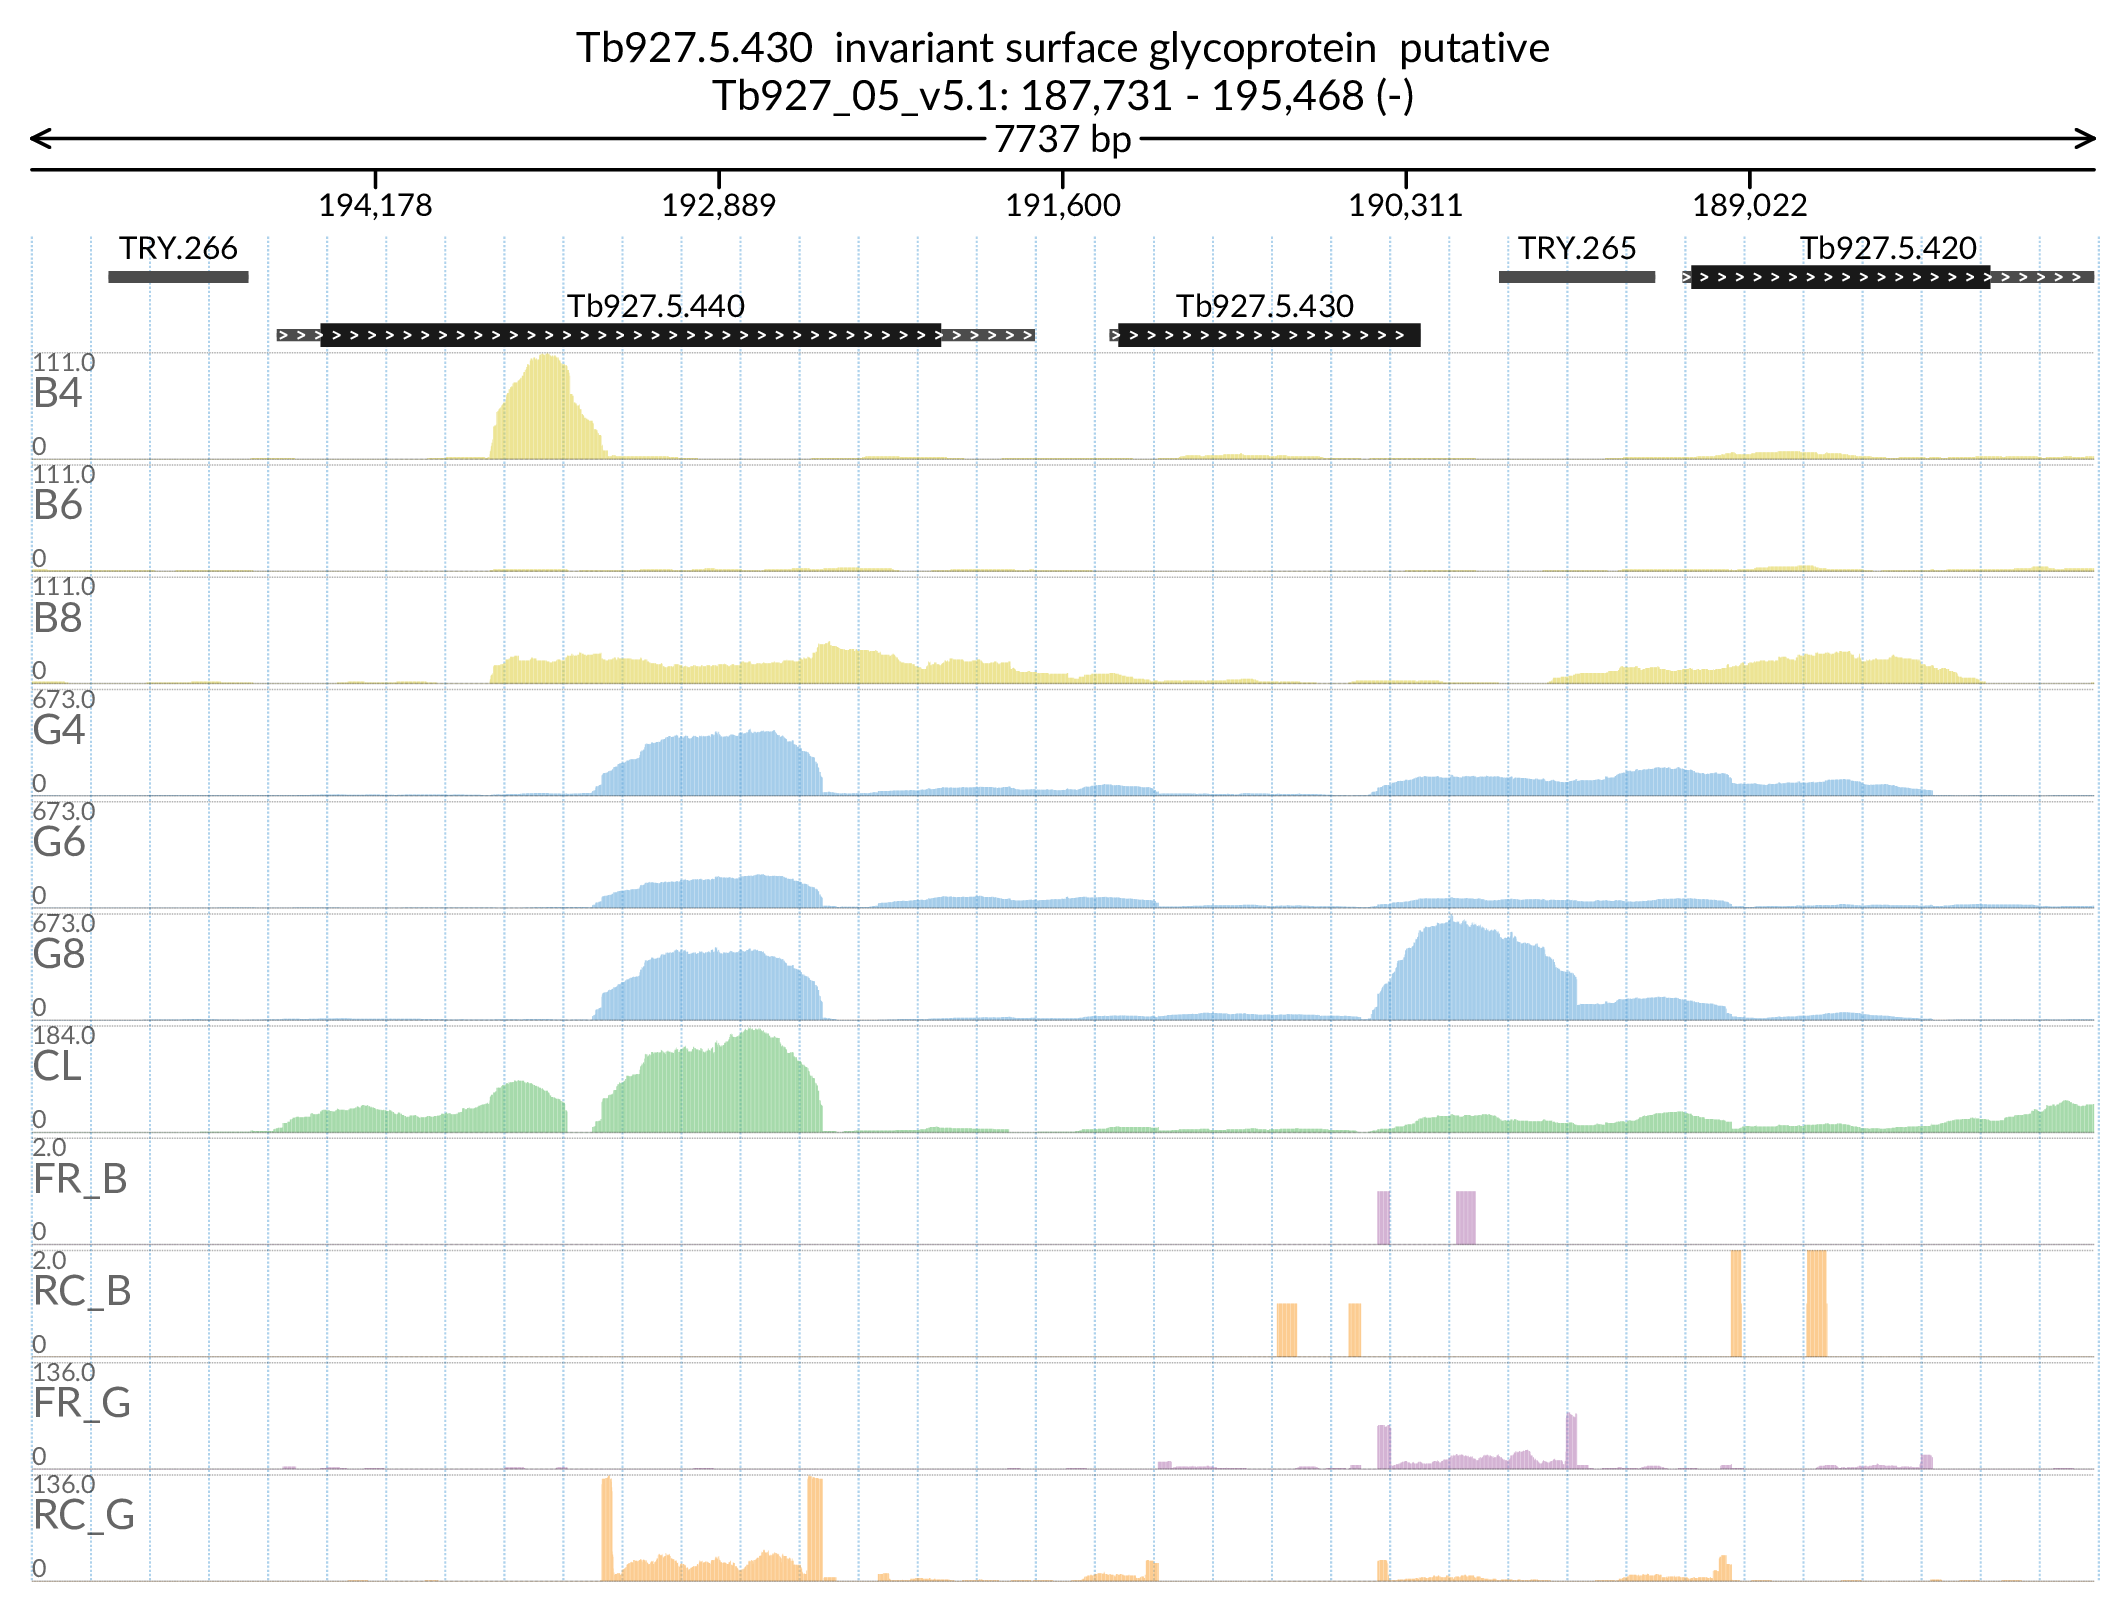 Tb927.5.430  invariant surface glycoprotein  putative
Tb927_05_v5.1: 187,731 - 195,468 (-)
7737 bp
194,178 192,889 191,600 190,311 189,022
TRY.266 TRY.265 Tb927.5.420
Tb927.5.440 Tb927.5.430
111.0
B4
0
111.0
B6
0
111.0
B8
0
673.0
G4
0
673.0
G6
0
673.0
G8
0
184.0
CL
0
2.0
FR_B
0
2.0
RC_B
0
136.0
FR_G
0
136.0
RC_G
0